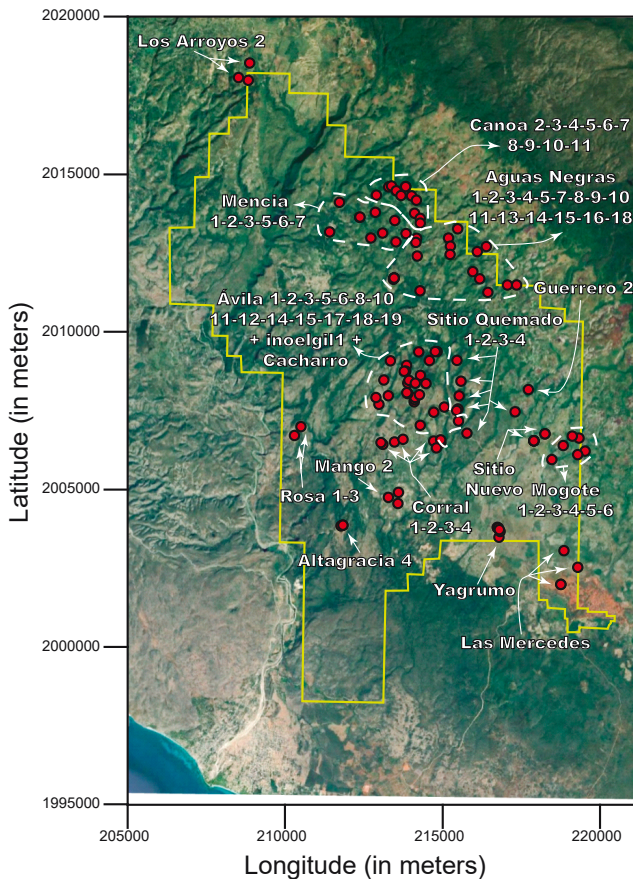 2020000
Los Arroyos 2
Canoa 2-3-4-5-6-7
8-9-10-11
2015000
Aguas Negras
1-2-3-4-5-7-8-9-10
11-13-14-15-16-18
Mencia
1-2-3-5-6-7
Guerrero 2
Ávila 1-2-3-5-6-8-10
11-12-14-15-17-18-19
+ inoelgil1 +
Cacharro
Sitio Quemado
1-2-3-4
2010000
Latitude (in meters)
Mango 2
Sitio
Nuevo
Rosa 1-3
Corral
1-2-3-4
Mogote
1-2-3-4-5-6
2005000
Altagracia 4
Yagrumo
Las Mercedes
2000000
1995000
205000
210000
215000
220000
Longitude (in meters)